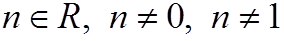 n ∈ R, n ≠ 0, n ≠ 1